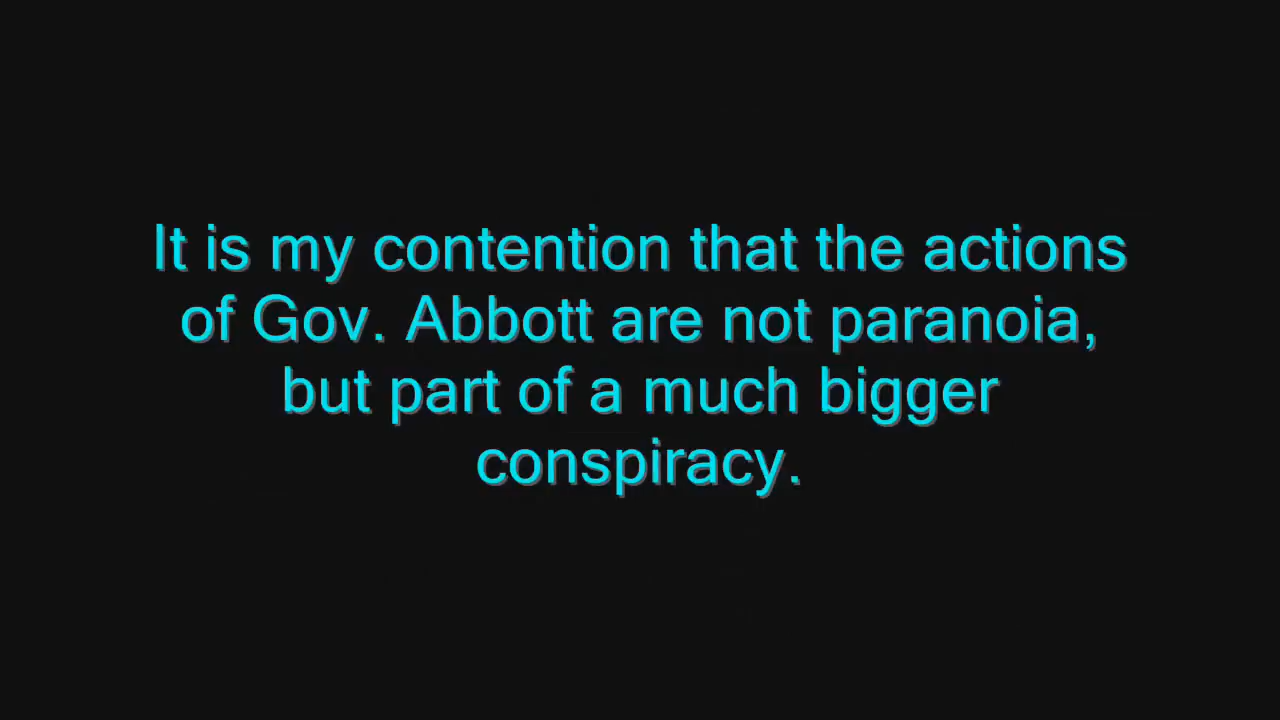 It is my contention that the actions
of Gov. Abbott are not paranoia,
but part of a much bigger
conspiracy.